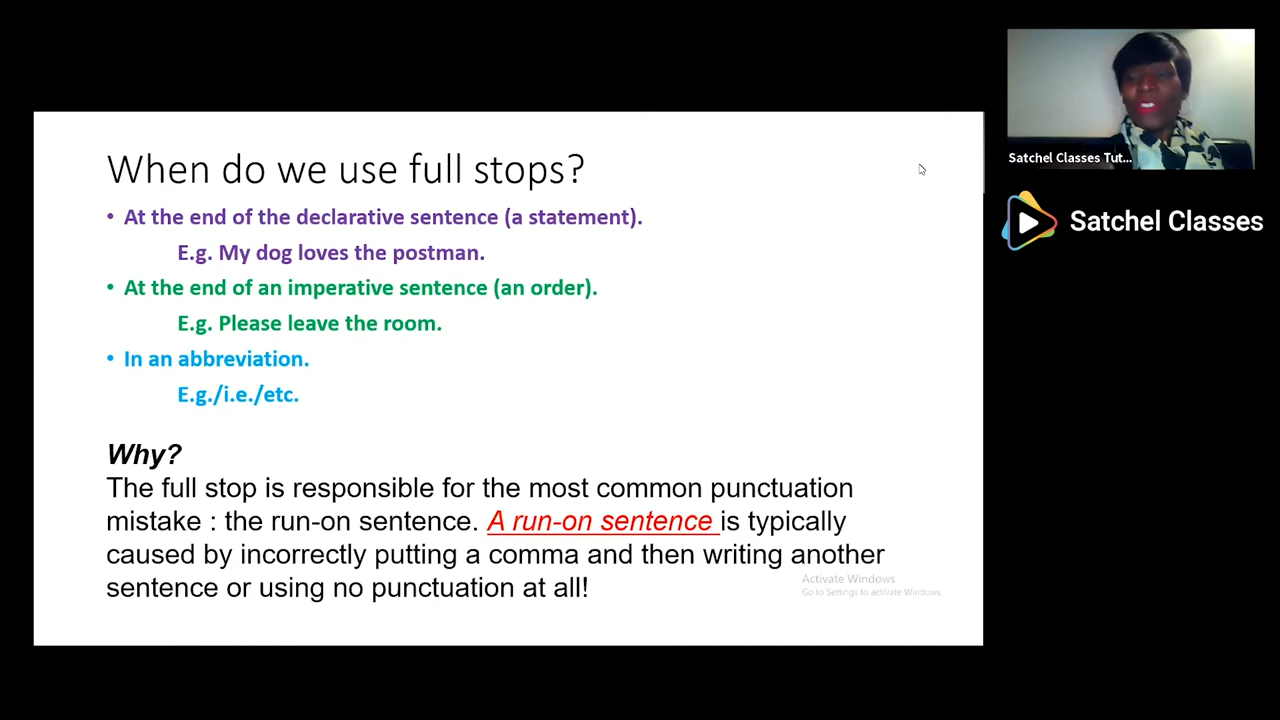 When do we use full stops?
• At the end of the declarative sentence (a statement).
E.g. My dog loves the postman.
• At the end of an imperative sentence (an order).
E.g. Please leave the room.
• In an abbreviation.
E.g./i.e./etc.
Why?
The full stop is responsible for the most common punctuation
mistake : the run-on sentence. A run-on sentence is typically
caused by incorrectly putting a comma and then writing another
sentence or using no punctuation at all!
Activate Windows
Go to Settings to activate Windows.
Satchel Classes Tut...
Satchel Classes